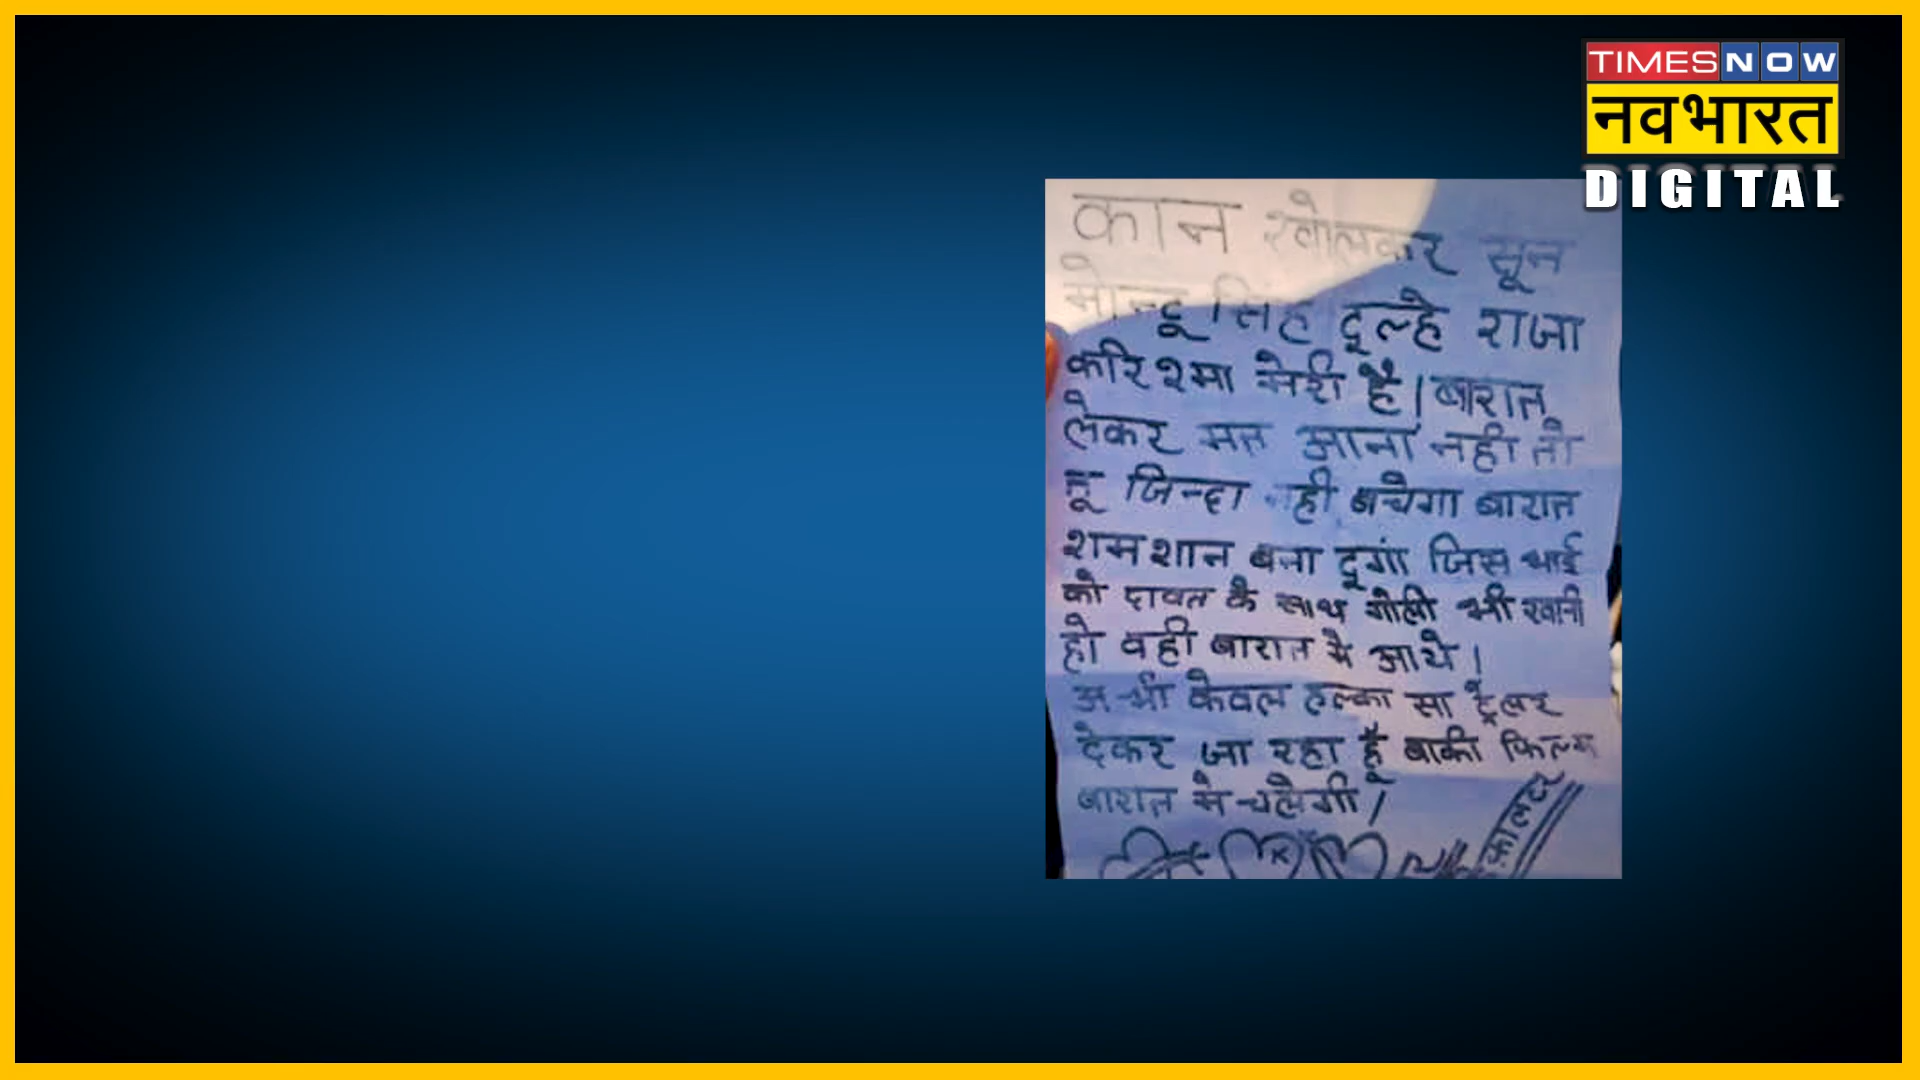 TIMES NOW
नवभारत
DIGITAL
कान खोलकर सून
मोन्टू सिंह दूल्हे राजा
करिश्मा मेरी है। बारात
लेकर मत आना नही तो
तू जिन्दा नही बचेगा बारात
शमशान बना दूगां जिस भाई
को दावत के साथ गोली भी खानी
हो वही बारात मे आये।
अभी केवल हल्का सा ट्रेलर
देकर जा रहा हूँ बाकी फिल्म
बारात मे चलेगी।